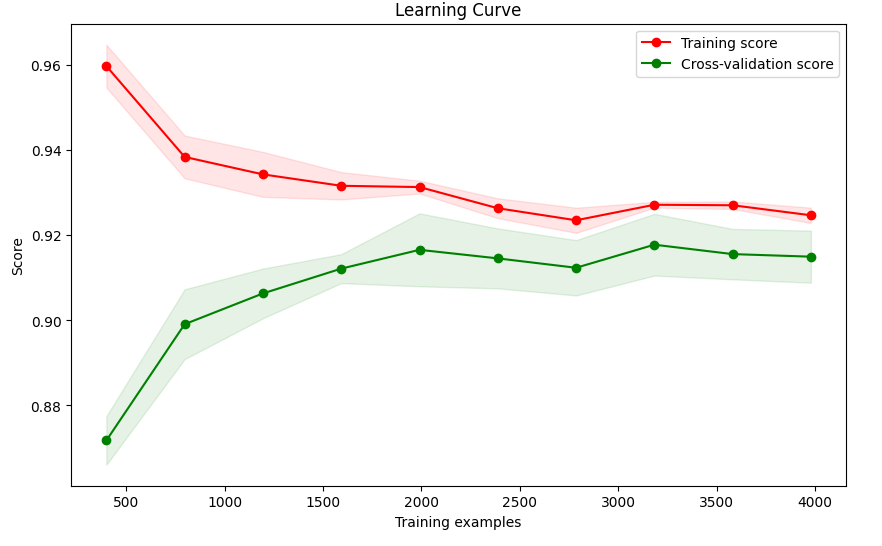 Learning Curve
Training score
Cross-validation score
0.96
0.94
0.92
0.90
0.88
Score
500 1000 1500 2000 2500 3000 3500 4000
Training examples